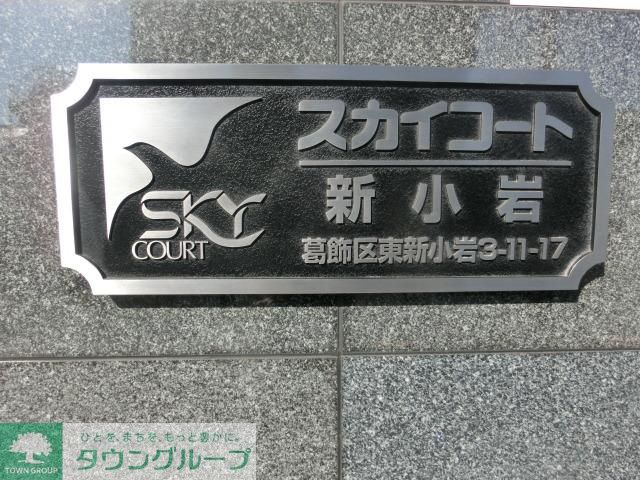 スカイコート
新小岩
葛飾区東新小岩3-11-17
SKY
COURT
ひとを、まちを、もっと豊かに。
タウングループ
TOWN GROUP